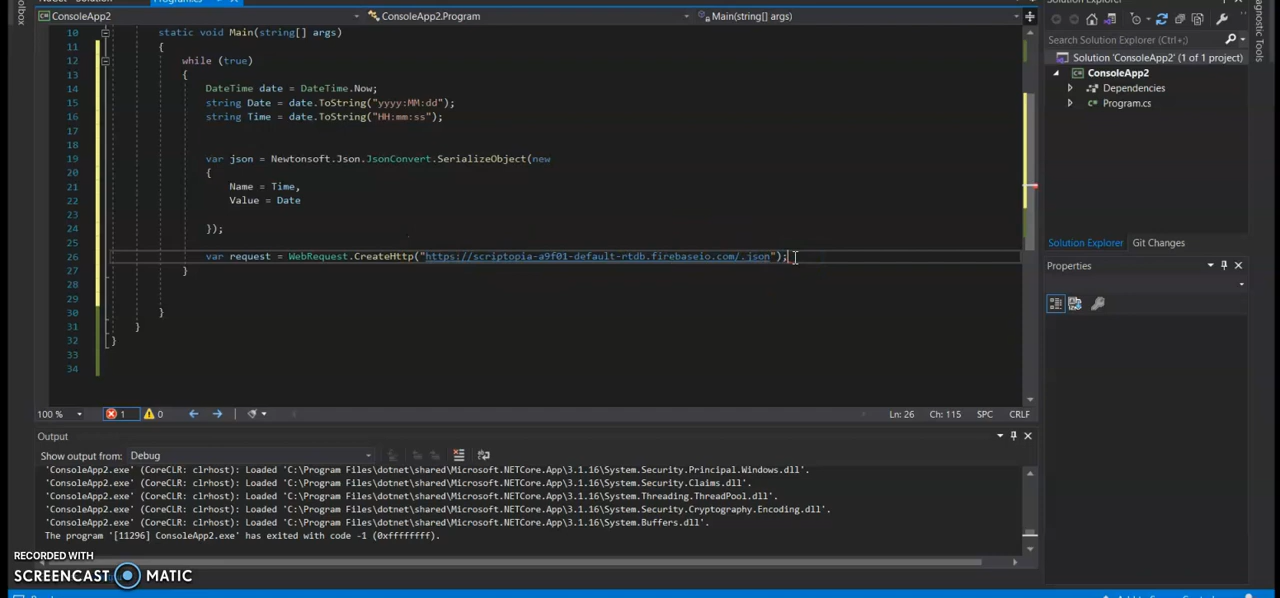 ConsoleApp2
ConsoleApp2.Program
Main(string[] args)
10 static void Main(string[] args)
11 {
12 while (true)
13 {
14 DateTime date = DateTime.Now;
15 string Date = date.ToString("yyyy:MM:dd");
16 string Time = date.ToString("HH:mm:ss");
17
18
19 var json = Newtonsoft.Json.JsonConvert.SerializeObject(new
20 {
21 Name = Time,
22 Value = Date
23
24 });
25
26 var request = WebRequest.CreateHttp("https://scriptopia-a9f01-default-rtdb.firebaseio.com/.json");
27 }
28
29
30 }
31 }
32 }
33
34
100 %
1
0
Ln: 26 Ch: 115 SPC CRLF
Output
Show output from: Debug
'ConsoleApp2.exe' (CoreCLR: clrhost): Loaded 'C:\Program Files\dotnet\shared\Microsoft.NETCore.App\3.1.16\System.Security.Principal.Windows.dll'.
'ConsoleApp2.exe' (CoreCLR: clrhost): Loaded 'C:\Program Files\dotnet\shared\Microsoft.NETCore.App\3.1.16\System.Security.Claims.dll'.
'ConsoleApp2.exe' (CoreCLR: clrhost): Loaded 'C:\Program Files\dotnet\shared\Microsoft.NETCore.App\3.1.16\System.Threading.ThreadPool.dll'.
'ConsoleApp2.exe' (CoreCLR: clrhost): Loaded 'C:\Program Files\dotnet\shared\Microsoft.NETCore.App\3.1.16\System.Security.Cryptography.Encoding.dll'.
'ConsoleApp2.exe' (CoreCLR: clrhost): Loaded 'C:\Program Files\dotnet\shared\Microsoft.NETCore.App\3.1.16\System.Buffers.dll'.
The program '[11296] ConsoleApp2.exe' has exited with code -1 (0xffffffff).
Search Solution Explorer (Ctrl+;)
Solution 'ConsoleApp2' (1 of 1 project)
ConsoleApp2
Dependencies
Program.cs
Solution Explorer
Git Changes
Properties
Diagnostic Tools
RECORDED WITH
SCREENCAST MATIC